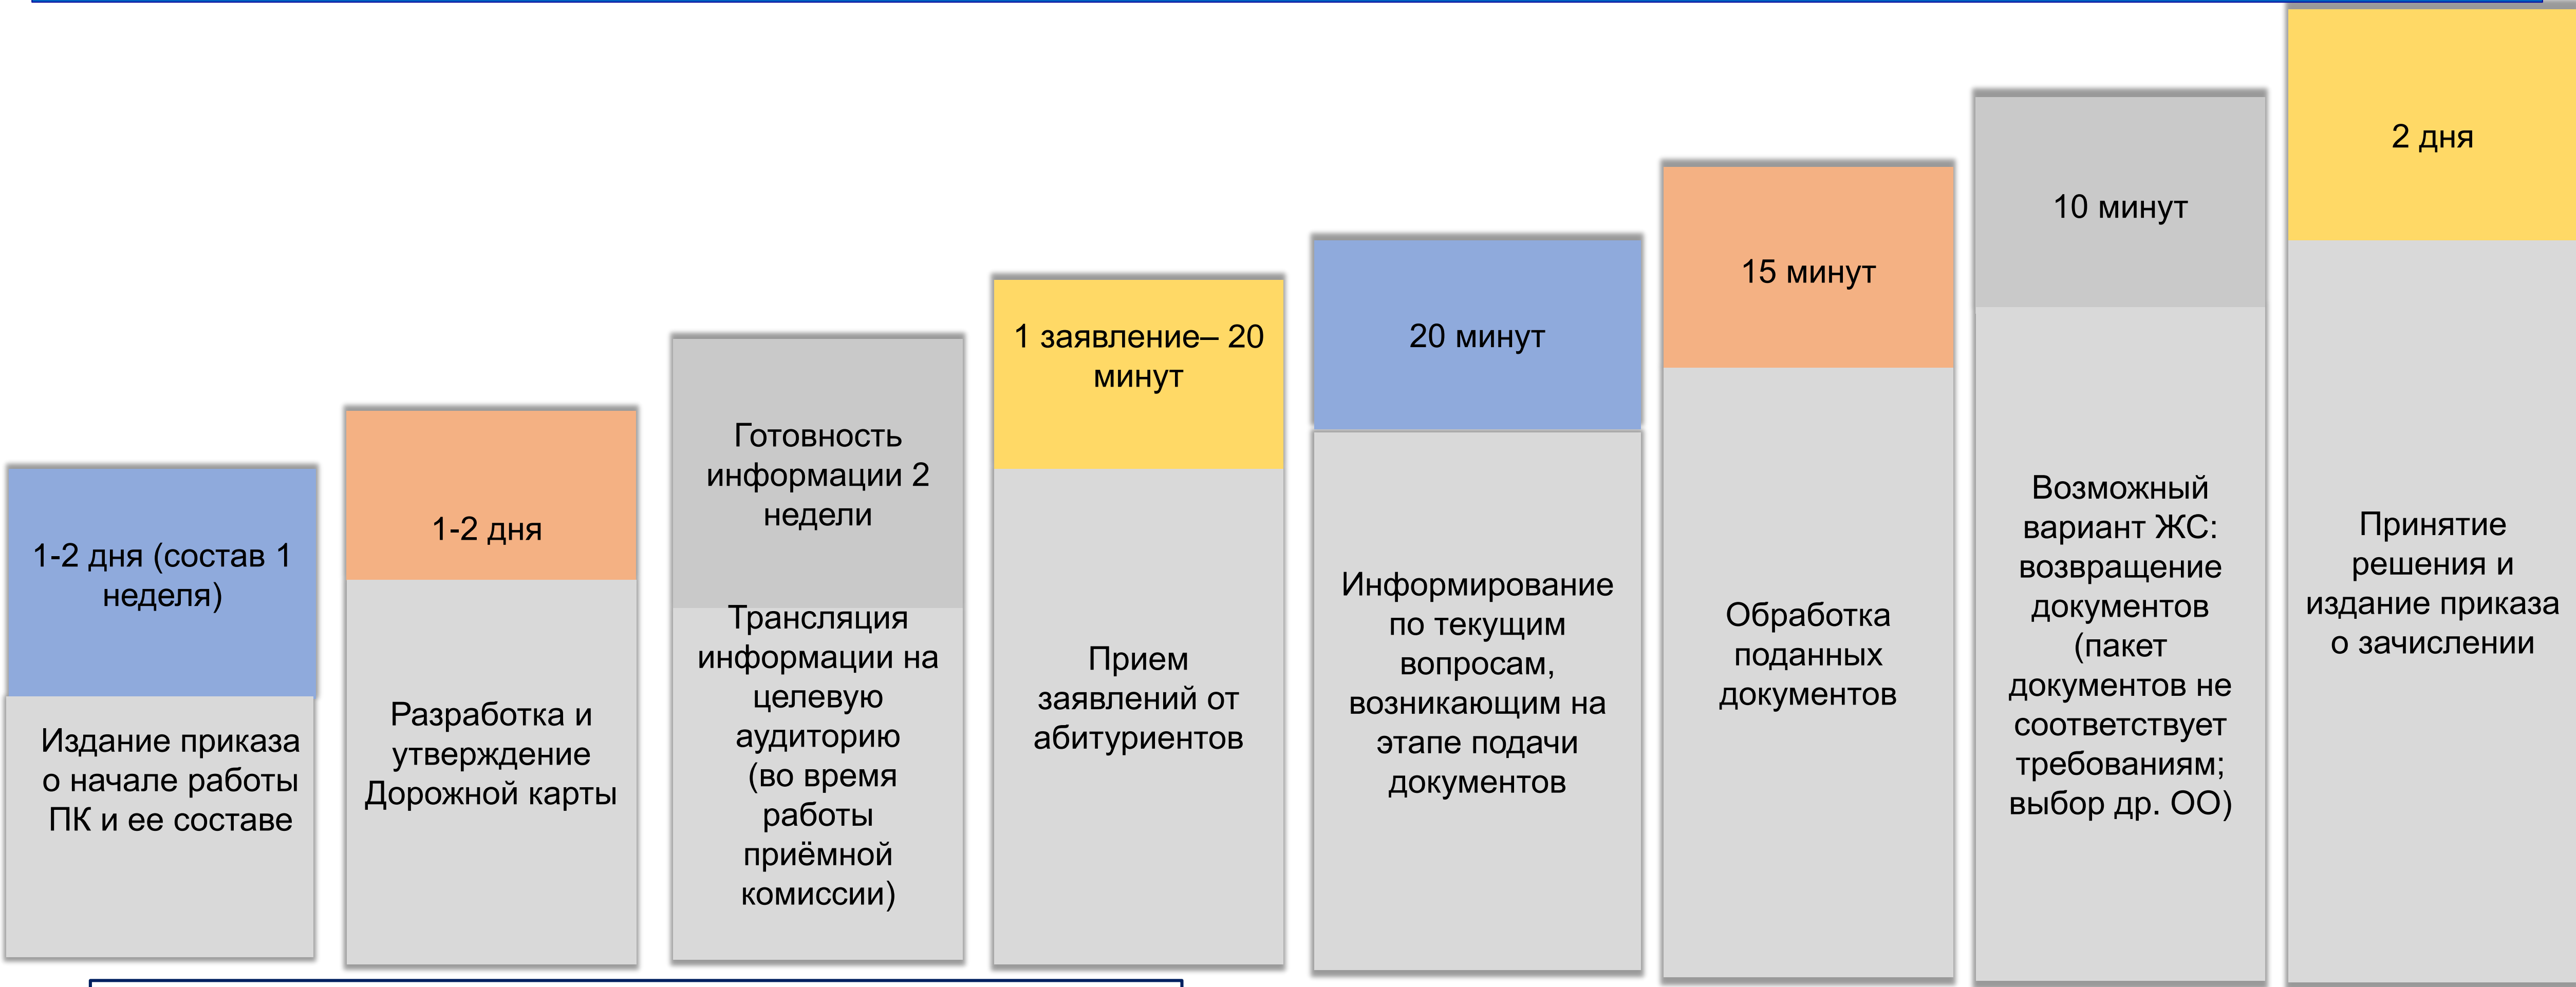 1-2 дня (состав 1
неделя)
Издание приказа
о начале работы
ПК и ее составе
1-2 дня
Разработка и
утверждение
Дорожной карты
Готовность
информации 2
недели
Трансляция
информации на
целевую
аудиторию
(во время
работы
приёмной
комиссии)
1 заявление– 20
минут
Прием
заявлений от
абитуриентов
20 минут
Информирование
по текущим
вопросам,
возникающим на
этапе подачи
документов
15 минут
Обработка
поданных
документов
10 минут
Возможный
вариант ЖС:
возвращение
документов
(пакет
документов не
соответствует
требованиям;
выбор др. ОО)
2 дня
Принятие
решения и
издание приказа
о зачислении